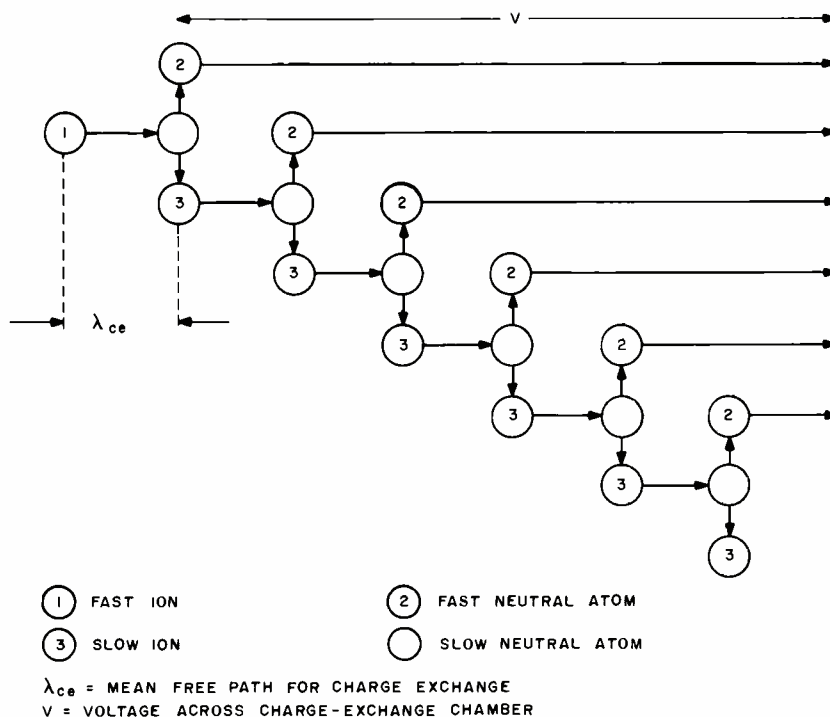 V
2
1
2
3
2
λce
3
2
3
2
3
2
3
3
1 FAST ION
2 FAST NEUTRAL ATOM
3 SLOW ION
SLOW NEUTRAL ATOM
λce = MEAN FREE PATH FOR CHARGE EXCHANGE
V = VOLTAGE ACROSS CHARGE-EXCHANGE CHAMBER